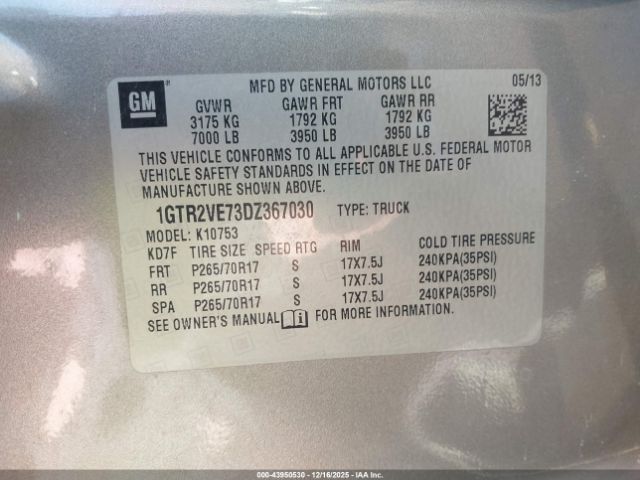 GM MFD BY GENERAL MOTORS LLC 05/13
GVWR GAWR FRT GAWR RR
3175 KG 1792 KG 1792 KG
7000 LB 3950 LB 3950 LB
THIS VEHICLE CONFORMS TO ALL APPLICABLE U.S. FEDERAL MOTOR
VEHICLE SAFETY STANDARDS IN EFFECT ON THE DATE OF
MANUFACTURE SHOWN ABOVE.
1GTR2VE73DZ367030 TYPE: TRUCK
MODEL: K10753
KD7F TIRE SIZE SPEED RTG RIM COLD TIRE PRESSURE
FRT P265/70R17 S 17X7.5J 240KPA(35PSI)
RR P265/70R17 S 17X7.5J 240KPA(35PSI)
SPA P265/70R17 S 17X7.5J 240KPA(35PSI)
SEE OWNER'S MANUAL FOR MORE INFORMATION.
000-43950530 - 12/16/2025 - IAAI.com